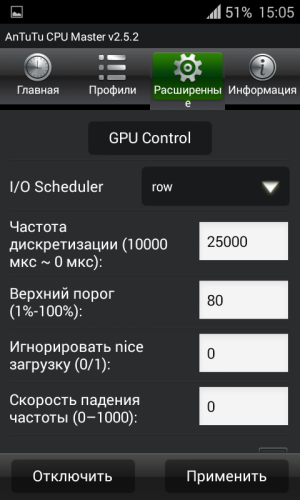 51% 15:05
AnTuTu CPU Master v2.5.2
Главная Профили Расширенны Информация
е
GPU Control
I/O Scheduler row
Частота
дискретизации (10000
мкс ~ 0 мкс):
25000
Верхний порог
(1%-100%):
80
Игнорировать nice
загрузку (0/1):
0
Скорость падения
частоты (0–1000):
0
Отключить Применить